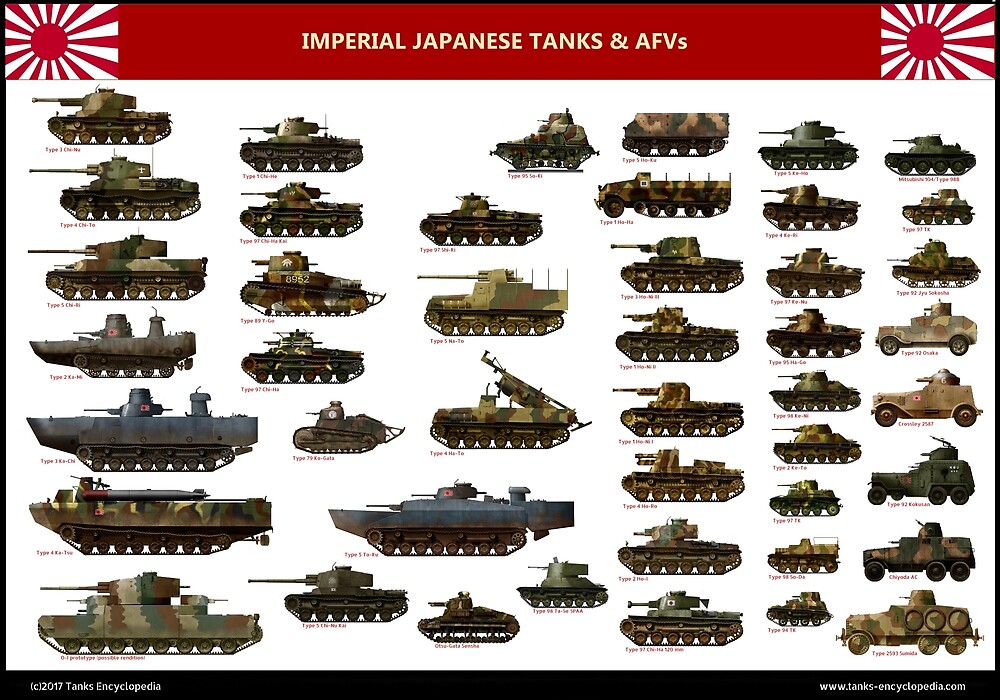 IMPERIAL JAPANESE TANKS & AFVs
Type 3 Chi-Nu
Type 4 Chi-To
Type 5 Chi-Ri
Type 2 Ka-Mi
Type 3 Ka-Chi
Type 4 Ka-Tsu
O-I prototype (possible rendition)
5
Type 1 Chi-He
Type 97 Chi-Ha Kai
8952
Type 89 Y-Go
Type 97 Chi-Ha
Type 79 Ko-Gata
Type 5 To-Ku
Type 5 Chi-Nu Kai
Type 95 So-Ki
Type 97 Shi-Ki
Type 5 Na-To
Type 4 Ha-To
Otsu-Gata Sensha
Type 98 Ta-Se SPAA
Type 5 Ho-Ku
Type 1 Ho-Ha
Type 3 Ho-Ni III
Type 1 Ho-Ni II
Type 1 Ho-Ni I
Type 4 Ho-Ro
Type 2 Ho-I
Type 97 Chi-Ha 120 mm
Type 5 Ke-Ho
Type 4 Ke-Ri
Type 97 Ke-Nu
Type 95 Ha-Go
Type 98 Ke-Ni
Type 2 Ke-To
Type 97 TK
Type 98 So-Da
Type 94 TK
Mitsubishi 104/Type 98B
Type 97 TK
Type 92 Jyu Sokosha
Type 92 Osaka
6
Crossley 2587
Type 92 Kokusan
Chiyoda AC
Type 2593 Sumida
(c)2017 Tanks Encyclopedia
www.tanks-encyclopedia.com